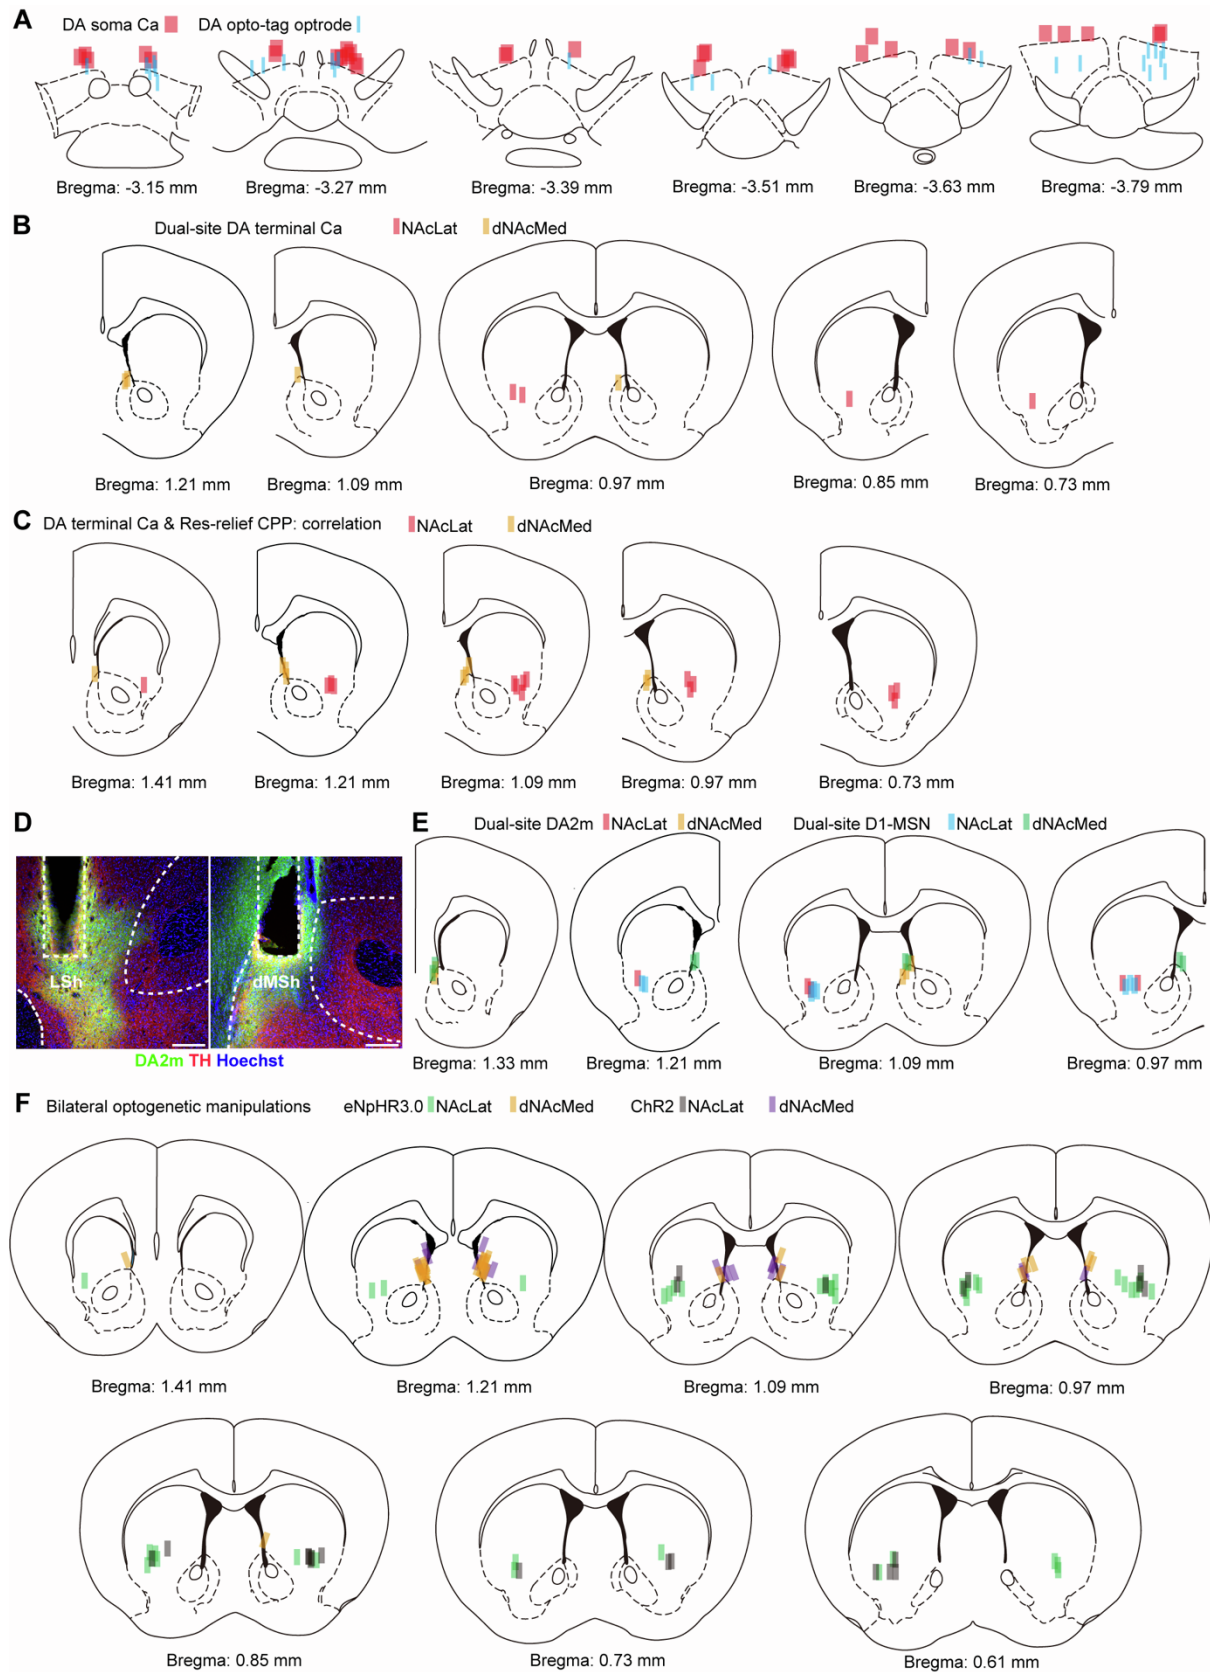 A
DA soma Ca DA opto-tag optrode
Bregma: -3.15 mm Bregma: -3.27 mm Bregma: -3.39 mm Bregma: -3.51 mm Bregma: -3.63 mm Bregma: -3.79 mm
B
Dual-site DA terminal Ca NAcLat dNAcMed
Bregma: 1.21 mm Bregma: 1.09 mm Bregma: 0.97 mm Bregma: 0.85 mm Bregma: 0.73 mm
C DA terminal Ca & Res-relief CPP: correlation NAcLat dNAcMed
Bregma: 1.41 mm Bregma: 1.21 mm Bregma: 1.09 mm Bregma: 0.97 mm Bregma: 0.73 mm
D
LSh dMSh
DA2m TH Hoechst
E Dual-site DA2m NAcLat dNAcMed Dual-site D1-MSN NAcLat dNAcMed
Bregma: 1.33 mm Bregma: 1.21 mm Bregma: 1.09 mm Bregma: 0.97 mm
F Bilateral optogenetic manipulations eNpHR3.0 NAcLat dNAcMed ChR2 NAcLat dNAcMed
Bregma: 1.41 mm Bregma: 1.21 mm Bregma: 1.09 mm Bregma: 0.97 mm
Bregma: 0.85 mm Bregma: 0.73 mm Bregma: 0.61 mm